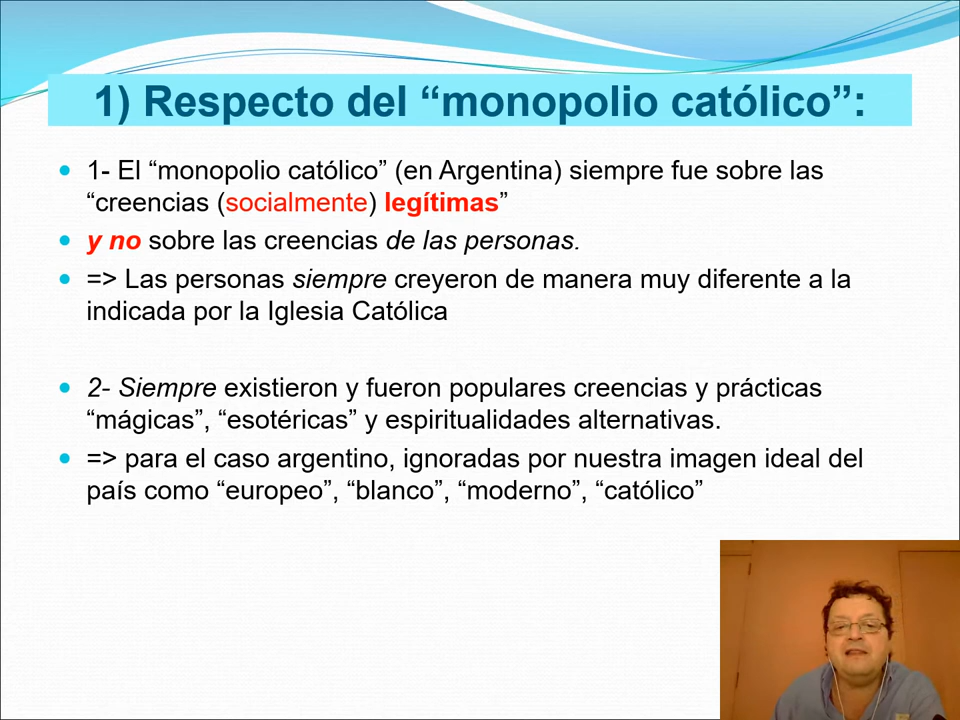 1) Respecto del “monopolio católico”:
1- El “monopolio católico” (en Argentina) siempre fue sobre las
“creencias (socialmente) legítimas”
y no sobre las creencias de las personas.
=> Las personas siempre creyeron de manera muy diferente a la
indicada por la Iglesia Católica
2- Siempre existieron y fueron populares creencias y prácticas
“mágicas”, “esotéricas” y espiritualidades alternativas.
=> para el caso argentino, ignoradas por nuestra imagen ideal del
país como “europeo”, “blanco”, “moderno”, “católico”